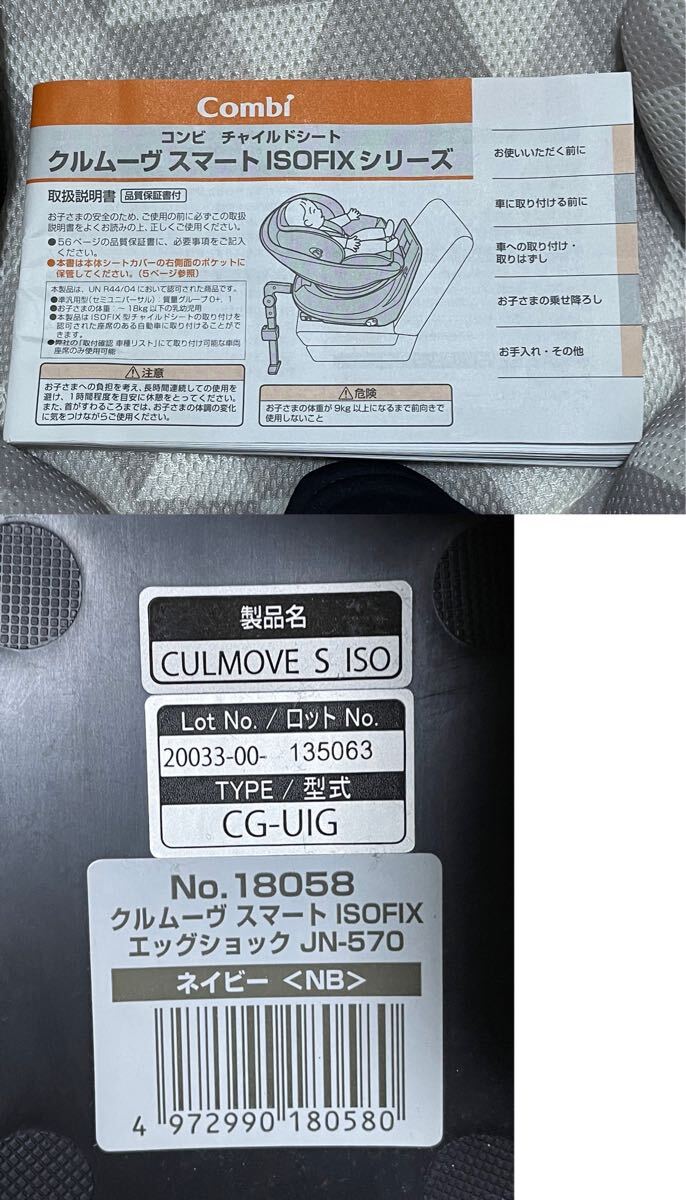 Combi
コンビ チャイルドシート
クルムーヴ スマート ISOFIXシリーズ
取扱説明書 品質保証書付
お子さまの安全のため、ご使用の前に必ずこの取扱
説明書をよくお読みの上、正しくご使用ください。
●56ページの品質保証書に、必要事項をご記入
ください。
●本書は本体シートカバーの右側面のポケットに
保管してください。(5ページ参照)
本製品は、UN R44/04 において認可された商品です。
●準汎用型(セミユニバーサル):質量グループ0+, 1
●お子さまの体重:~18kg 以下の乳幼児用
●本製品は ISOFIX 型チャイルドシートの取り付けを
認可された座席のある自動車に取り付けることがで
きます。
●弊社の「取付確認 車種リスト」にて取り付け可能な車両
座席のみ使用可能
注意
お子さまへの負担を考え、長時間連続しての使用を
避け、1時間程度を目安に休憩をとってください。
また、首がすわるころまでは、お子さまの体調の変化
に気をつけながらご使用ください。
危険
お子さまの体重が9kg 以上になるまで前向きで
使用しないこと
お使いいただく前に
車に取り付ける前に
車への取り付け・
取りはずし
お子さまの乗せ降ろし
お手入れ・その他
製品名
CULMOVE S ISO
Lot No. / ロット No.
20033-00- 135063
TYPE / 型式
CG-UIG
No.18058
クルムーヴ スマート ISOFIX
エッグショック JN-570
ネイビー <NB>
4 972990 180580